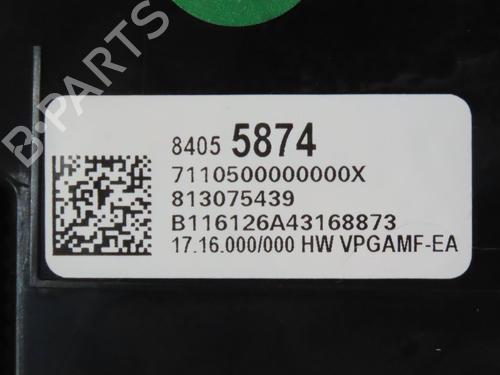 8405 5874
7110500000000X
813075439
B116126A43168873
17.16.000/000 HW VPGAMF-EA
B-PARTS